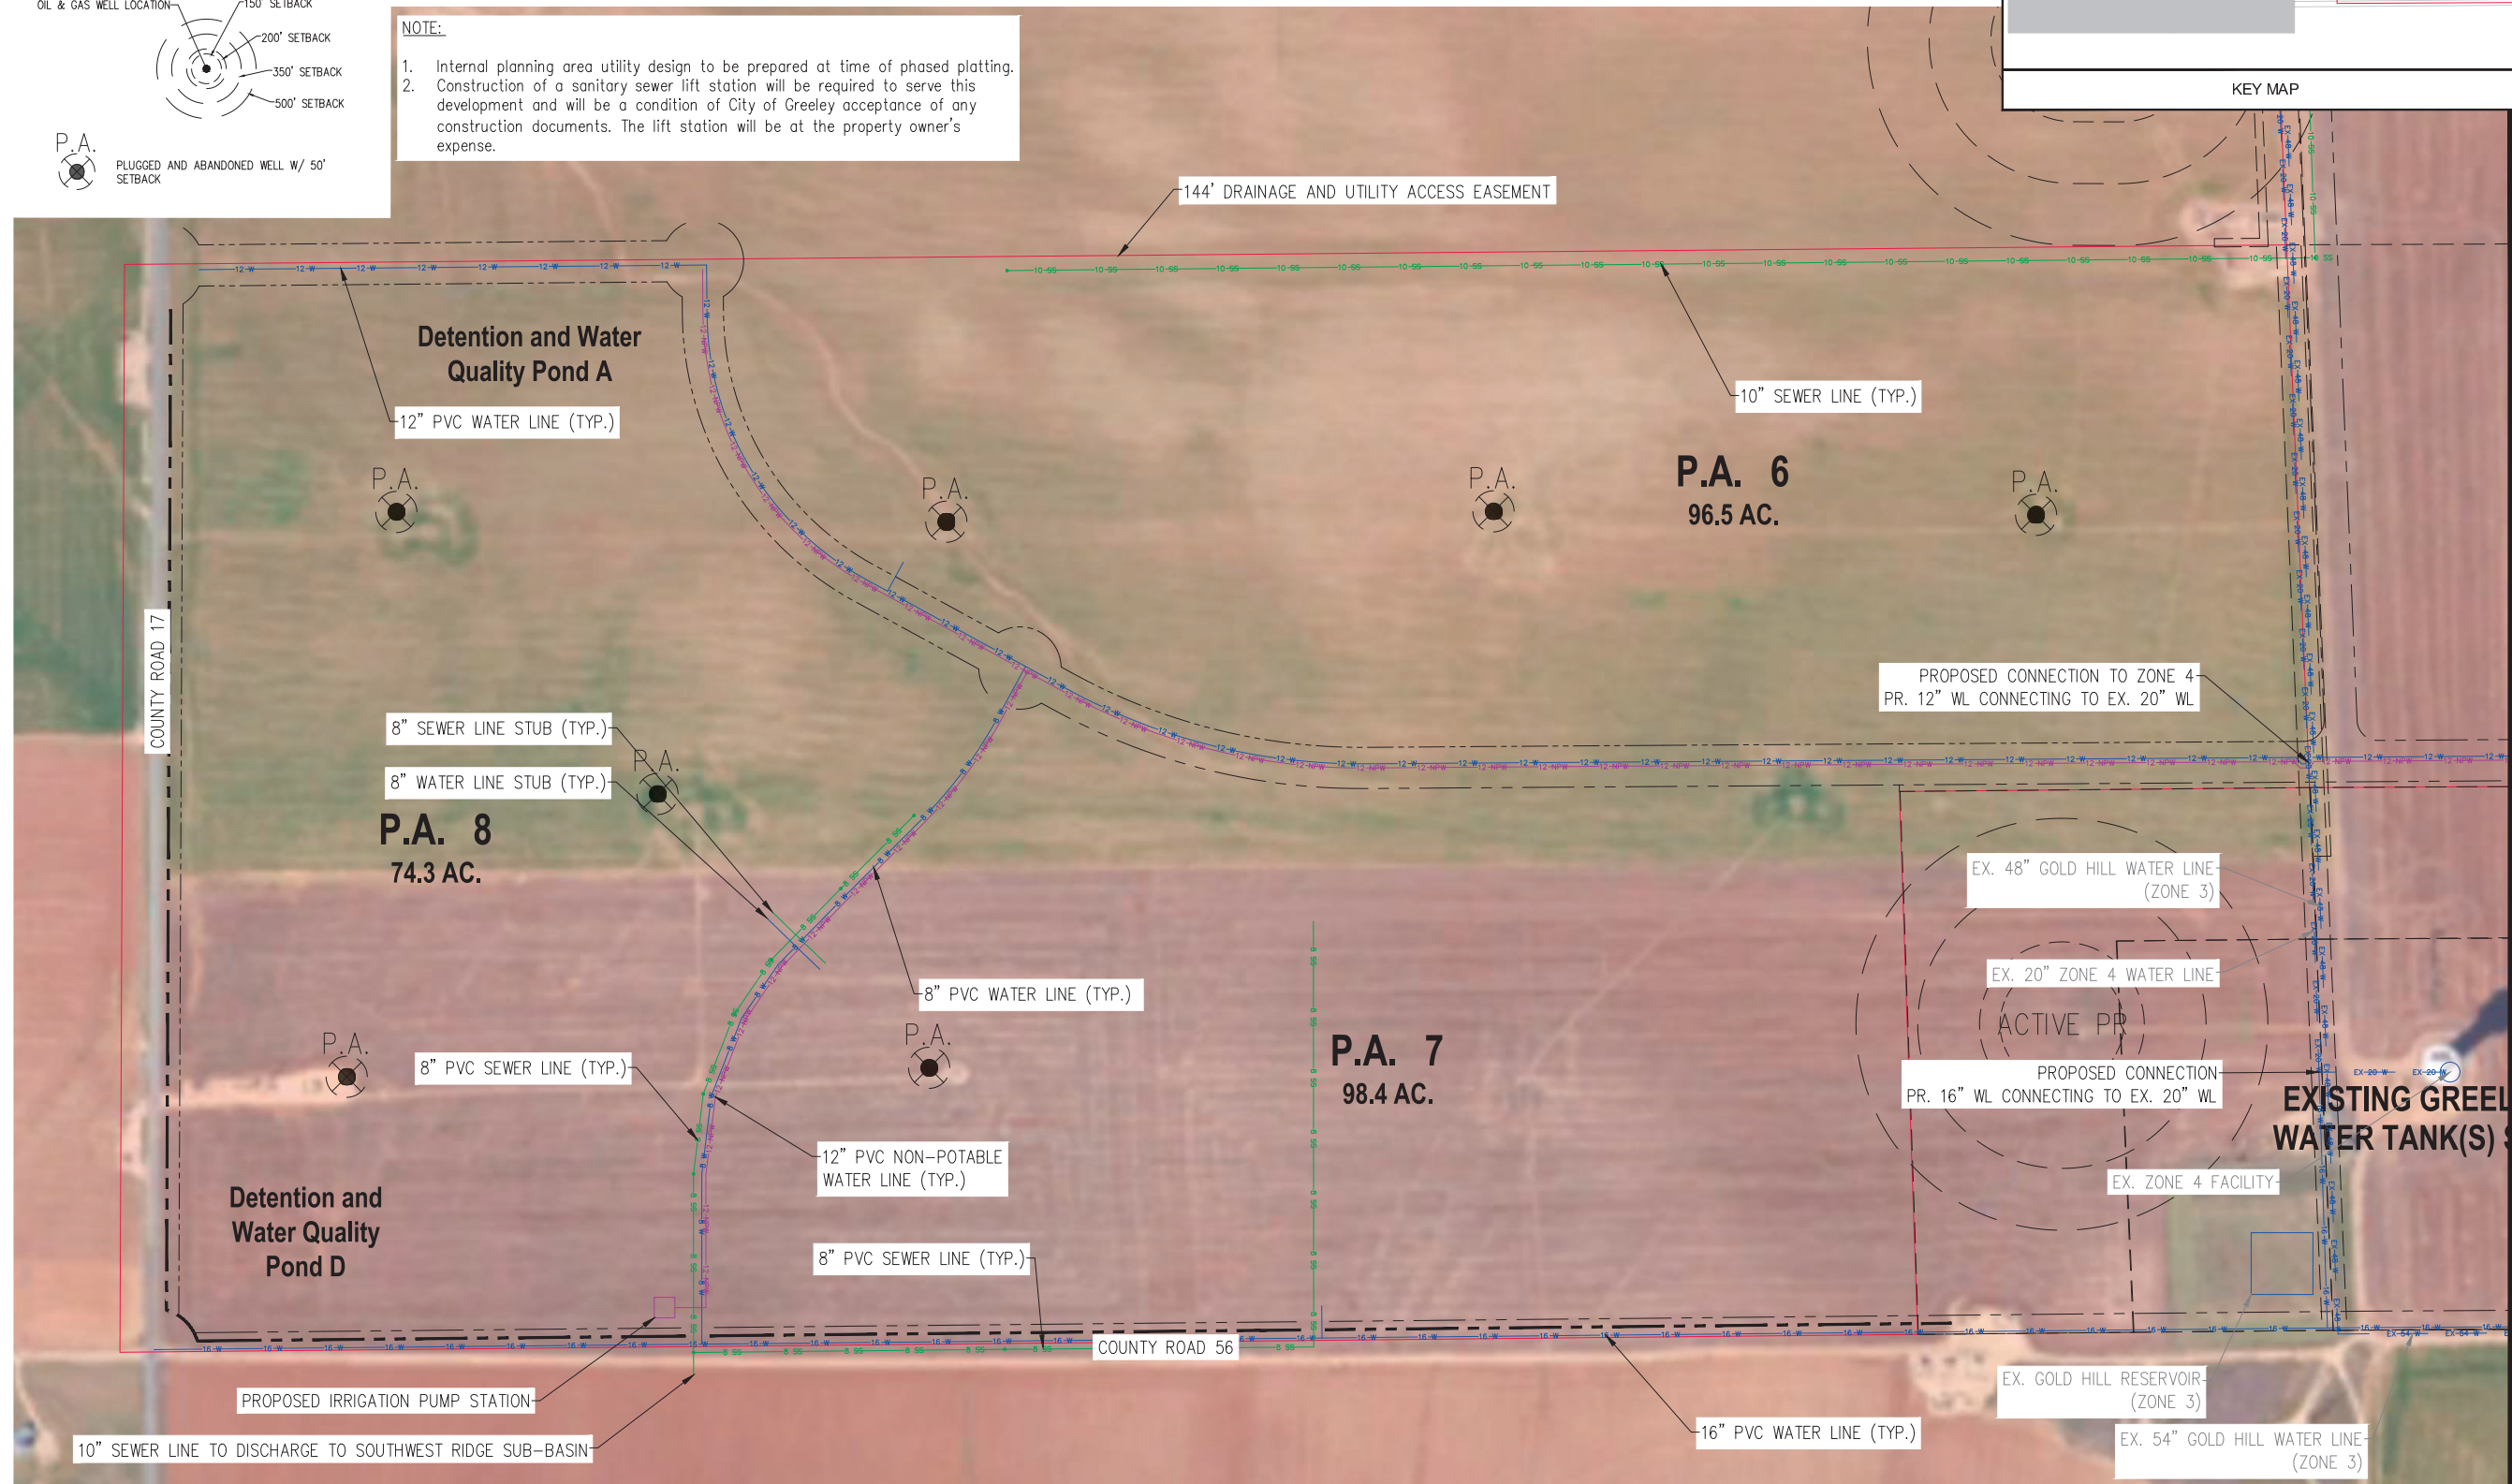 OIL & GAS WELL LOCATION
150' SETBACK
200' SETBACK
350' SETBACK
500' SETBACK
P.A.
PLUGGED AND ABANDONED WELL W/ 50'
SETBACK
NOTE:
1. Internal planning area utility design to be prepared at time of phased platting.
2. Construction of a sanitary sewer lift station will be required to serve this
development and will be a condition of City of Greeley acceptance of any
construction documents. The lift station will be at the property owner's
expense.
KEY MAP
144' DRAINAGE AND UTILITY ACCESS EASEMENT
Detention and Water
Quality Pond A
12" PVC WATER LINE (TYP.)
10" SEWER LINE (TYP.)
P.A.
P.A.
P.A.
P.A.
P.A. 6
96.5 AC.
COUNTY ROAD 17
PROPOSED CONNECTION TO ZONE 4
PR. 12" WL CONNECTING TO EX. 20" WL
8" SEWER LINE STUB (TYP.)
P.A.
8" WATER LINE STUB (TYP.)
P.A. 8
74.3 AC.
EX. 48" GOLD HILL WATER LINE
(ZONE 3)
EX. 20" ZONE 4 WATER LINE
8" PVC WATER LINE (TYP.)
ACTIVE PR
P.A.
P.A.
8" PVC SEWER LINE (TYP.)
P.A. 7
98.4 AC.
PROPOSED CONNECTION
PR. 16" WL CONNECTING TO EX. 20" WL
EX-20-W EX-20-W
EXISTING GREEL
WATER TANK(S) S
12" PVC NON-POTABLE
WATER LINE (TYP.)
EX. ZONE 4 FACILITY
Detention and
Water Quality
Pond D
8" PVC SEWER LINE (TYP.)
COUNTY ROAD 56
PROPOSED IRRIGATION PUMP STATION
EX. GOLD HILL RESERVOIR
(ZONE 3)
16" PVC WATER LINE (TYP.)
10" SEWER LINE TO DISCHARGE TO SOUTHWEST RIDGE SUB-BASIN
EX. 54" GOLD HILL WATER LINE
(ZONE 3)